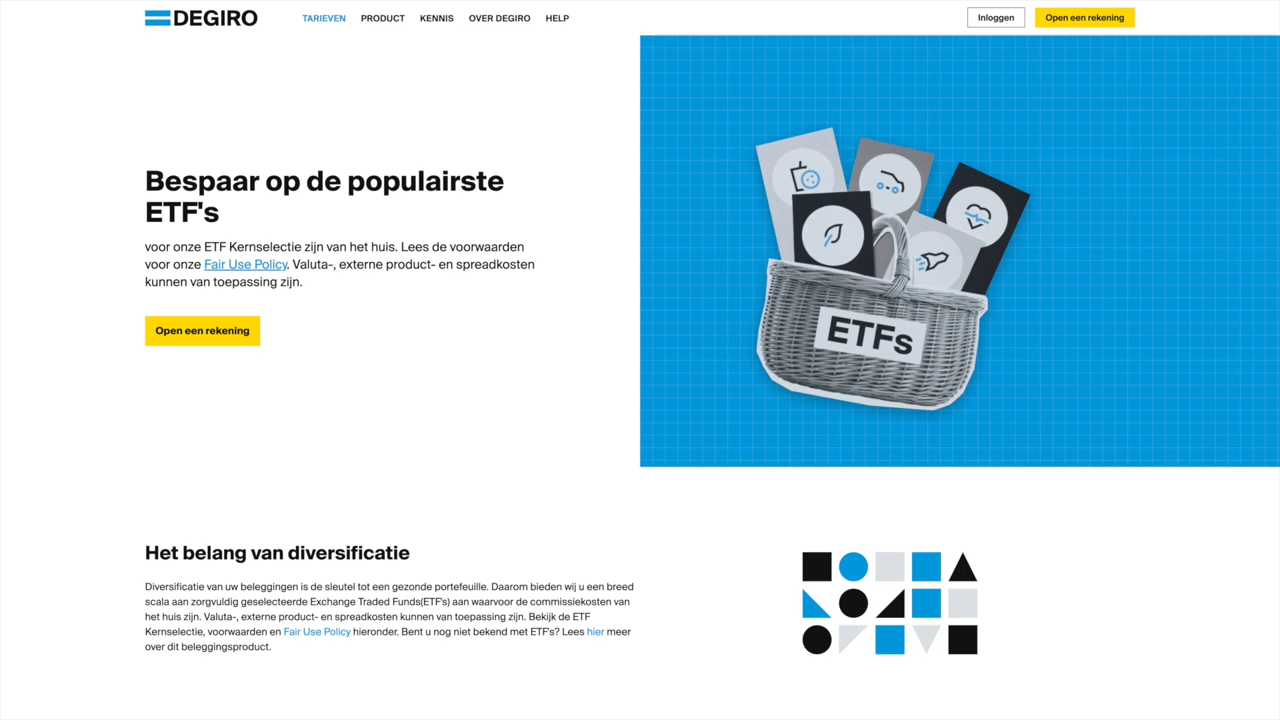 DEGIRO
TARIEVEN PRODUCT KENNIS OVER DEGIRO HELP
Inloggen Open een rekening
Bespaar op de populairste
ETF's
voor onze ETF Kernselectie zijn van het huis. Lees de voorwaarden
voor onze Fair Use Policy. Valuta-, externe product- en spreadkosten
kunnen van toepassing zijn.
Open een rekening
ETFs
Het belang van diversificatie
Diversificatie van uw beleggingen is de sleutel tot een gezonde portefeuille. Daarom bieden wij u een breed
scala aan zorgvuldig geselecteerde Exchange Traded Funds(ETF's) aan waarvoor de commissiekosten van
het huis zijn. Valuta-, externe product- en spreadkosten kunnen van toepassing zijn. Bekijk de ETF
Kernselectie, voorwaarden en Fair Use Policy hieronder. Bent u nog niet bekend met ETF's? Lees hier meer
over dit beleggingsproduct.